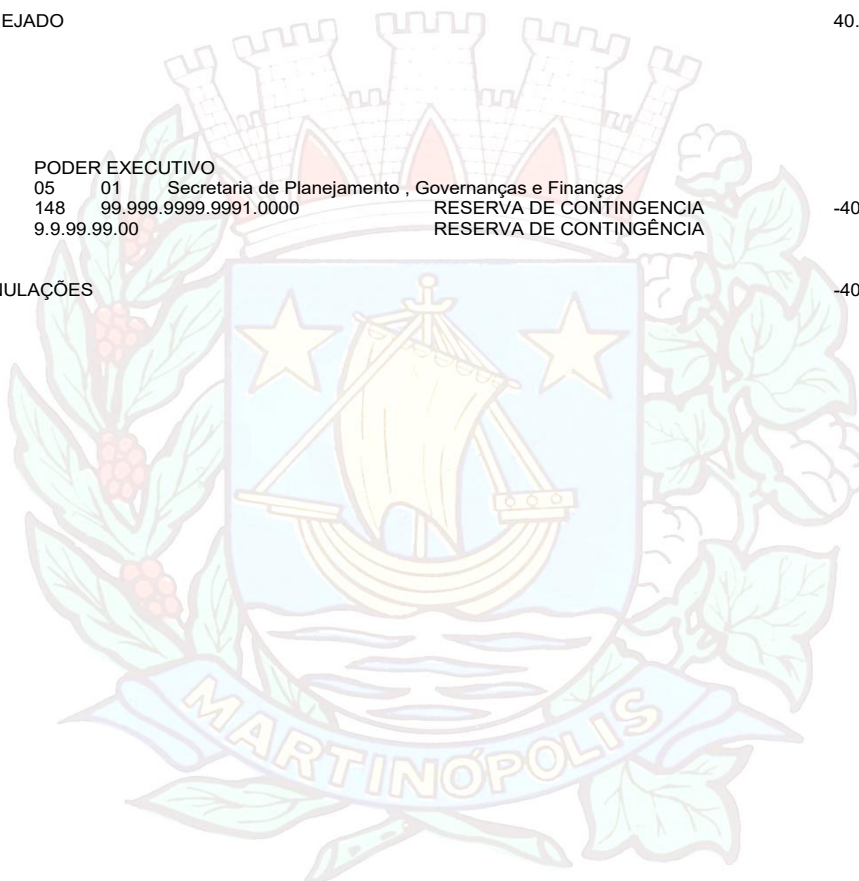 EJADO 40.
PODER EXECUTIVO
05 01 Secretaria de Planejamento , Governanças e Finanças
148 99.999.9999.9991.0000 RESERVA DE CONTINGENCIA -40
9.9.99.99.00 RESERVA DE CONTINGÊNCIA
ULAÇÕES -40
MARTINÓPOLIS